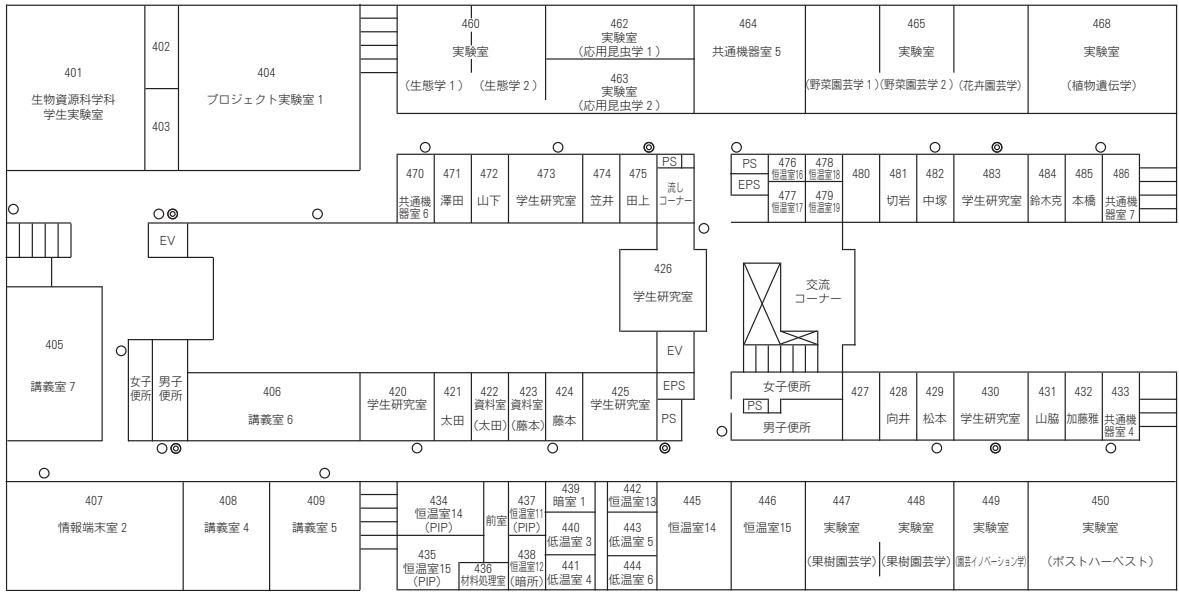 401
生物資源科学科
学生実験室
402
403
404
プロジェクト実験室 1
460
実験室
(生態学 1)
(生態学 2)
462
実験室
(応用昆虫学 1)
463
実験室
(応用昆虫学 2)
464
共通機器室 5
465
実験室
(野菜園芸学 1)
(野菜園芸学 2)
(花卉園芸学)
468
実験室
(植物遺伝学)
470
共通機
器室 6
471
澤田
472
山下
473
学生研究室
474
笠井
475
田上
PS
流し
コーナー
PS
EPS
476
恒温室16
477
恒温室17
478
恒温室18
479
恒温室19
480
481
切岩
482
中塚
483
学生研究室
484
鈴木克
485
本橋
486
共通機
器室 7
EV
426
学生研究室
交流
コーナー
405
講義室 7
女子
便所
男子
便所
406
講義室 6
420
学生研究室
421
太田
422
資料室
(太田)
423
資料室
(藤本)
424
藤本
425
学生研究室
EV
EPS
PS
女子便所
PS
男子便所
427
428
向井
429
松本
430
学生研究室
431
山脇
432
加藤雅
433
共通機
器室 4
407
情報端末室 2
408
講義室 4
409
講義室 5
434
恒温室14
(PIP)
435
恒温室15
(PIP)
前室
436
材料処理室
437
恒温室11
(PIP)
438
恒温室12
(暗所)
439
暗室 1
440
低温室 3
441
低温室 4
442
恒温室13
443
低温室 5
444
低温室 6
445
恒温室14
446
恒温室15
447
実験室
(果樹園芸学)
448
実験室
(果樹園芸学)
449
実験室
(園芸イノベーション学)
450
実験室
(ポストハーベスト)